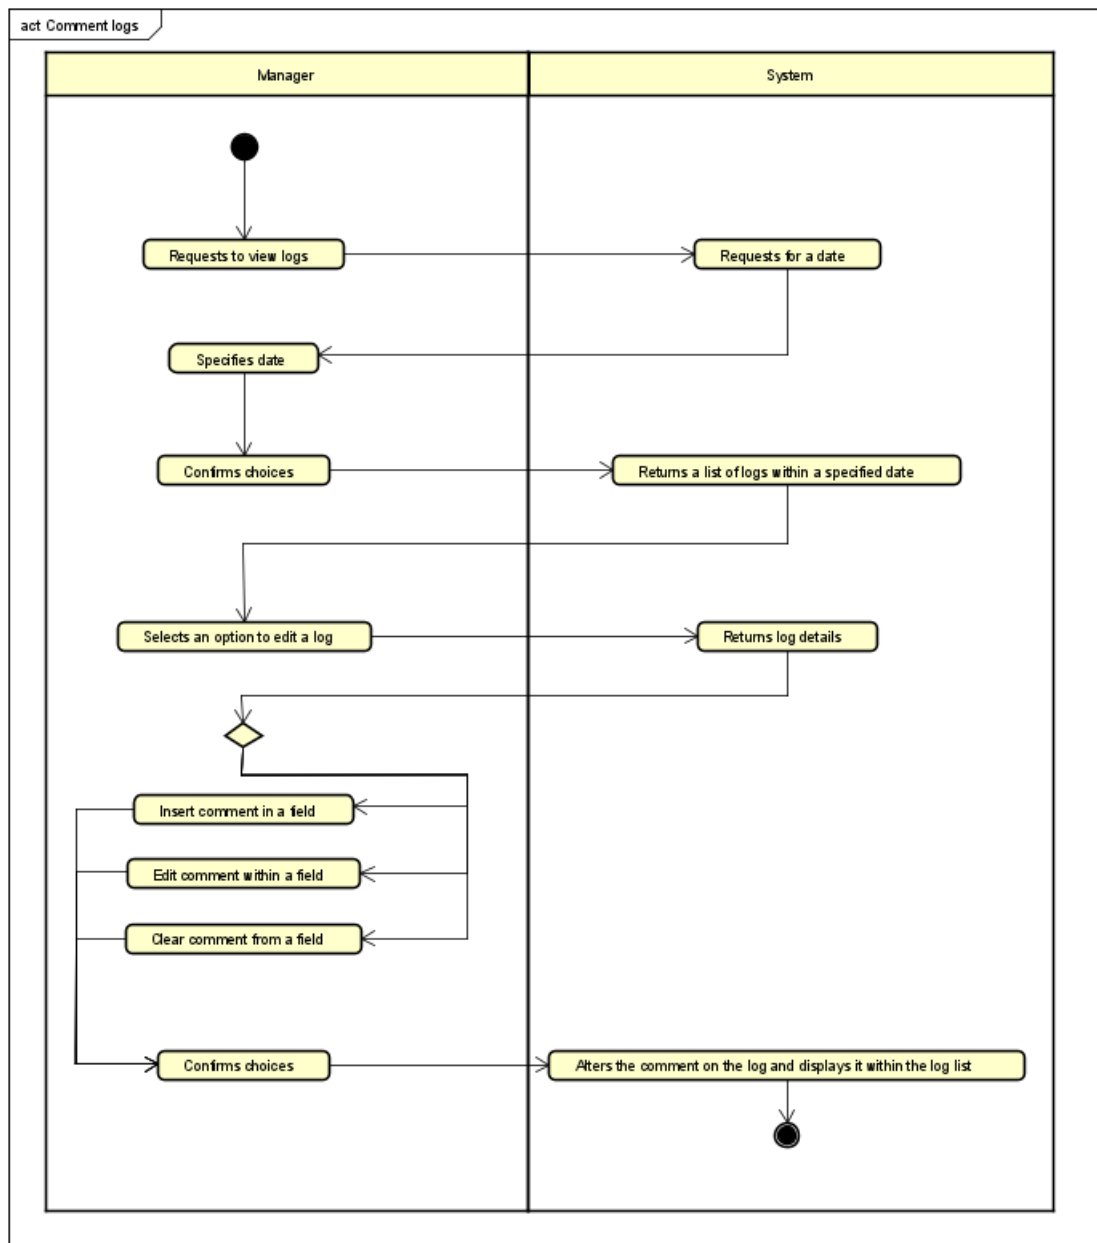 act Comment logs
Manager
System
Requests to view logs
Requests for a date
Specifies date
Confirms choices
Returns a list of logs within a specified date
Selects an option to edit a log
Returns log details
Insert comment in a field
Edit comment within a field
Clear comment from a field
Confirms choices
Alters the comment on the log and displays it within the log list